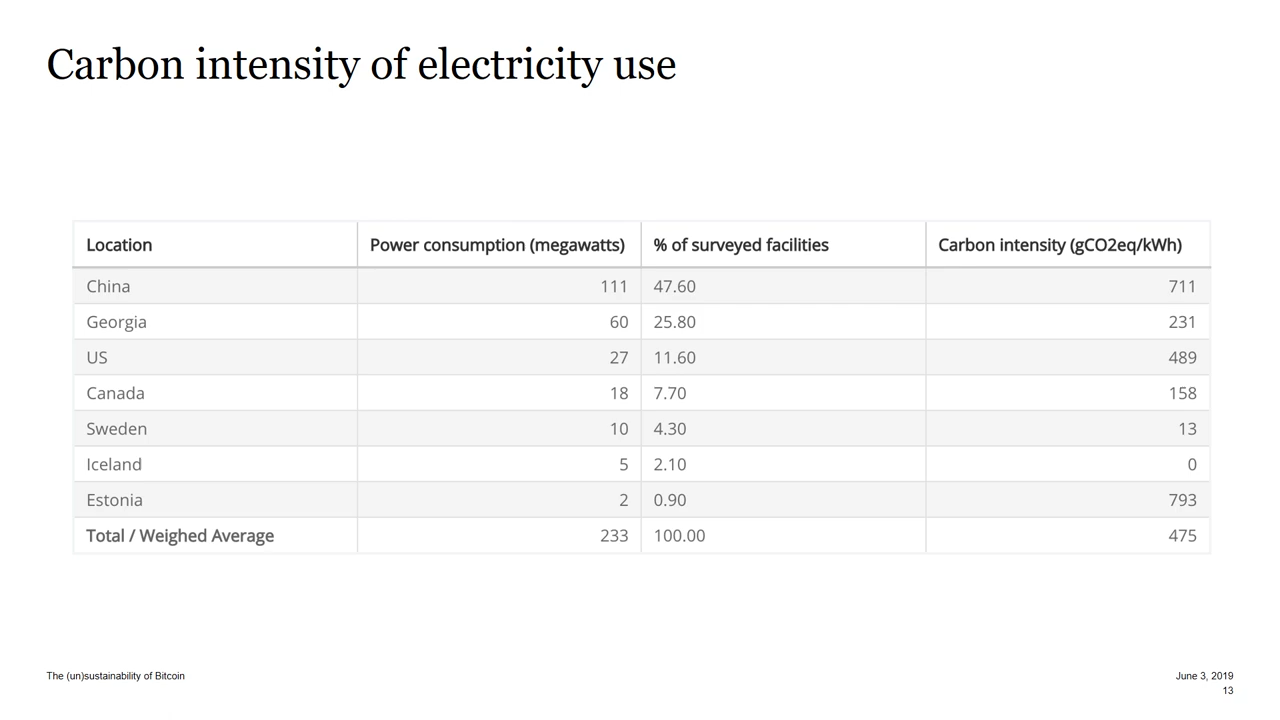 Carbon intensity of electricity use
Location Power consumption (megawatts) % of surveyed facilities Carbon intensity (gCO2eq/kWh)
China 111 47.60 711
Georgia 60 25.80 231
US 27 11.60 489
Canada 18 7.70 158
Sweden 10 4.30 13
Iceland 5 2.10 0
Estonia 2 0.90 793
Total / Weighed Average 233 100.00 475
The (un)sustainability of Bitcoin June 3, 2019
13